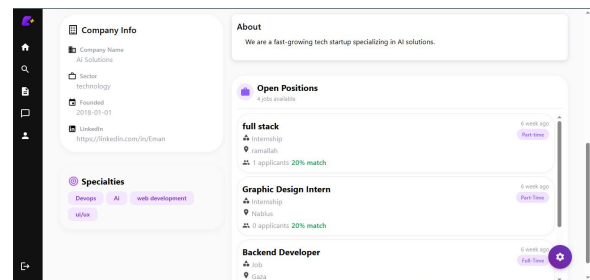 Company Info
Company Name
Ai Solutions
Sector
technology
Founded
2018-01-01
LinkedIn
https://linkedin.com/in/Eman
Specialties
Devops
Ai
web development
ui/ux
About
We are a fast-growing tech startup specializing in AI solutions.
Open Positions
4 jobs available
full stack
6 week ago
Part-time
Internship
ramallah
1 applicants 20% match
Graphic Design Intern
6 week ago
Part-Time
Internship
Nablus
0 applicants 20% match
Backend Developer
6 week ago
Full-Time
Job
Gaza